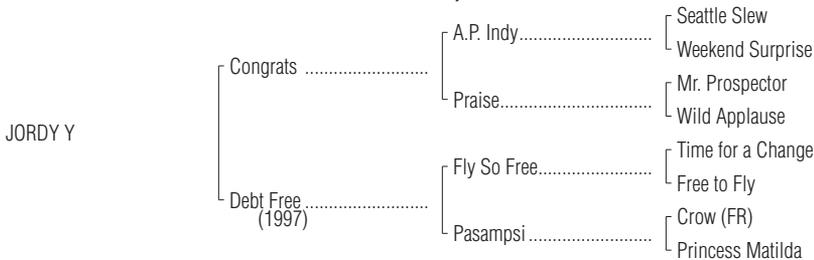 Seattle Slew
A.P. Indy
Weekend Surprise
Congrats
Mr. Prospector
Praise
Wild Applause
JORDY Y
Time for a Change
Fly So Free
Free to Fly
Debt Free
(1997)
Crow (FR)
Pasampsi
Princess Matilda